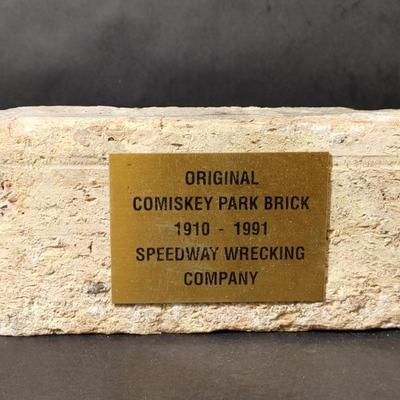 ORIGINAL
COMISKEY PARK BRICK
1910 - 1991
SPEEDWAY WRECKING
COMPANY